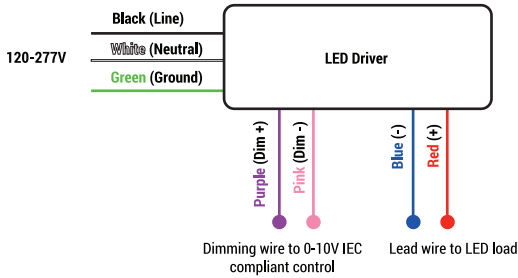 Black (Line)
120-277V
White (Neutral)
LED Driver
Green (Ground)
Purple (Dim +)
Pink (Dim -)
Blue (-)
Red (+)
Dimming wire to 0-10V IEC
compliant control
Lead wire to LED load